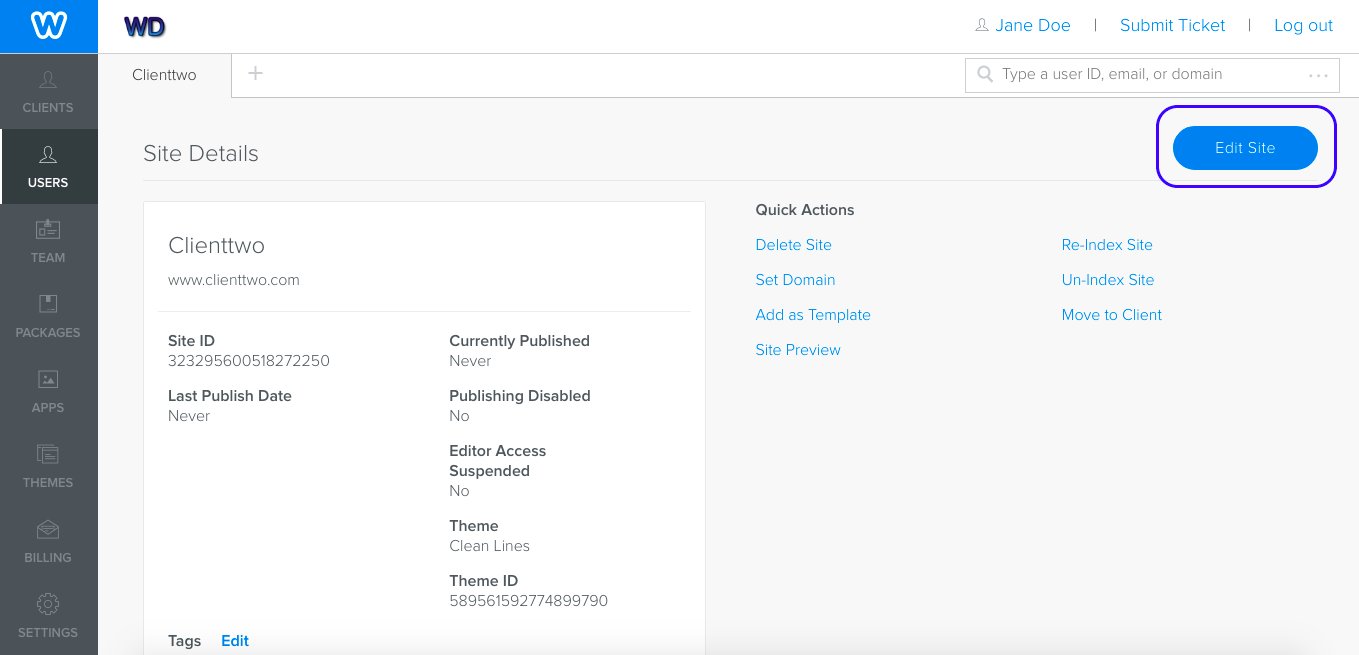 W
WD
Jane Doe | Submit Ticket | Log out
Clienttwo +
Type a user ID, email, or domain ...
CLIENTS
USERS
TEAM
PACKAGES
APPS
THEMES
BILLING
SETTINGS
Site Details
Edit Site
Clienttwo
www.clienttwo.com
Site ID
323295600518272250
Last Publish Date
Never
Currently Published
Never
Publishing Disabled
No
Editor Access
Suspended
No
Theme
Clean Lines
Theme ID
589561592774899790
Tags Edit
Quick Actions
Delete Site
Set Domain
Add as Template
Site Preview
Re-Index Site
Un-Index Site
Move to Client